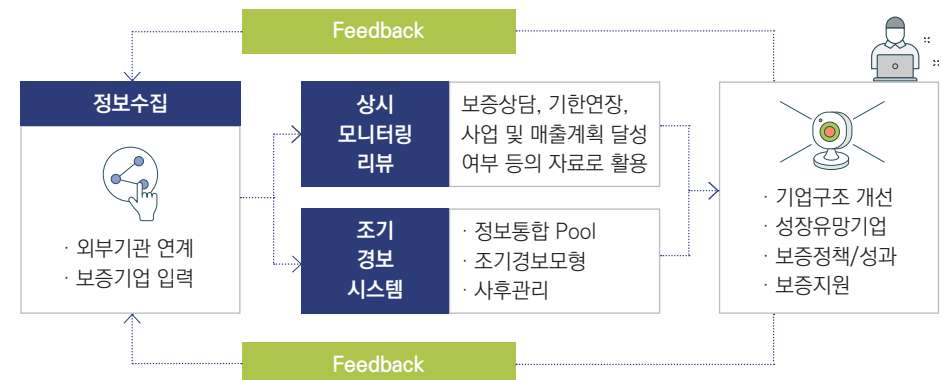 Feedback
정보수집
· 외부기관 연계
· 보증기업 입력
상시
모니터링
리뷰
보증상담, 기한연장,
사업 및 매출계획 달성
여부 등의 자료로 활용
조기
경보
시스템
· 정보통합 Pool
· 조기경보모형
· 사후관리
· 기업구조 개선
· 성장유망기업
· 보증정책/성과
· 보증지원
Feedback